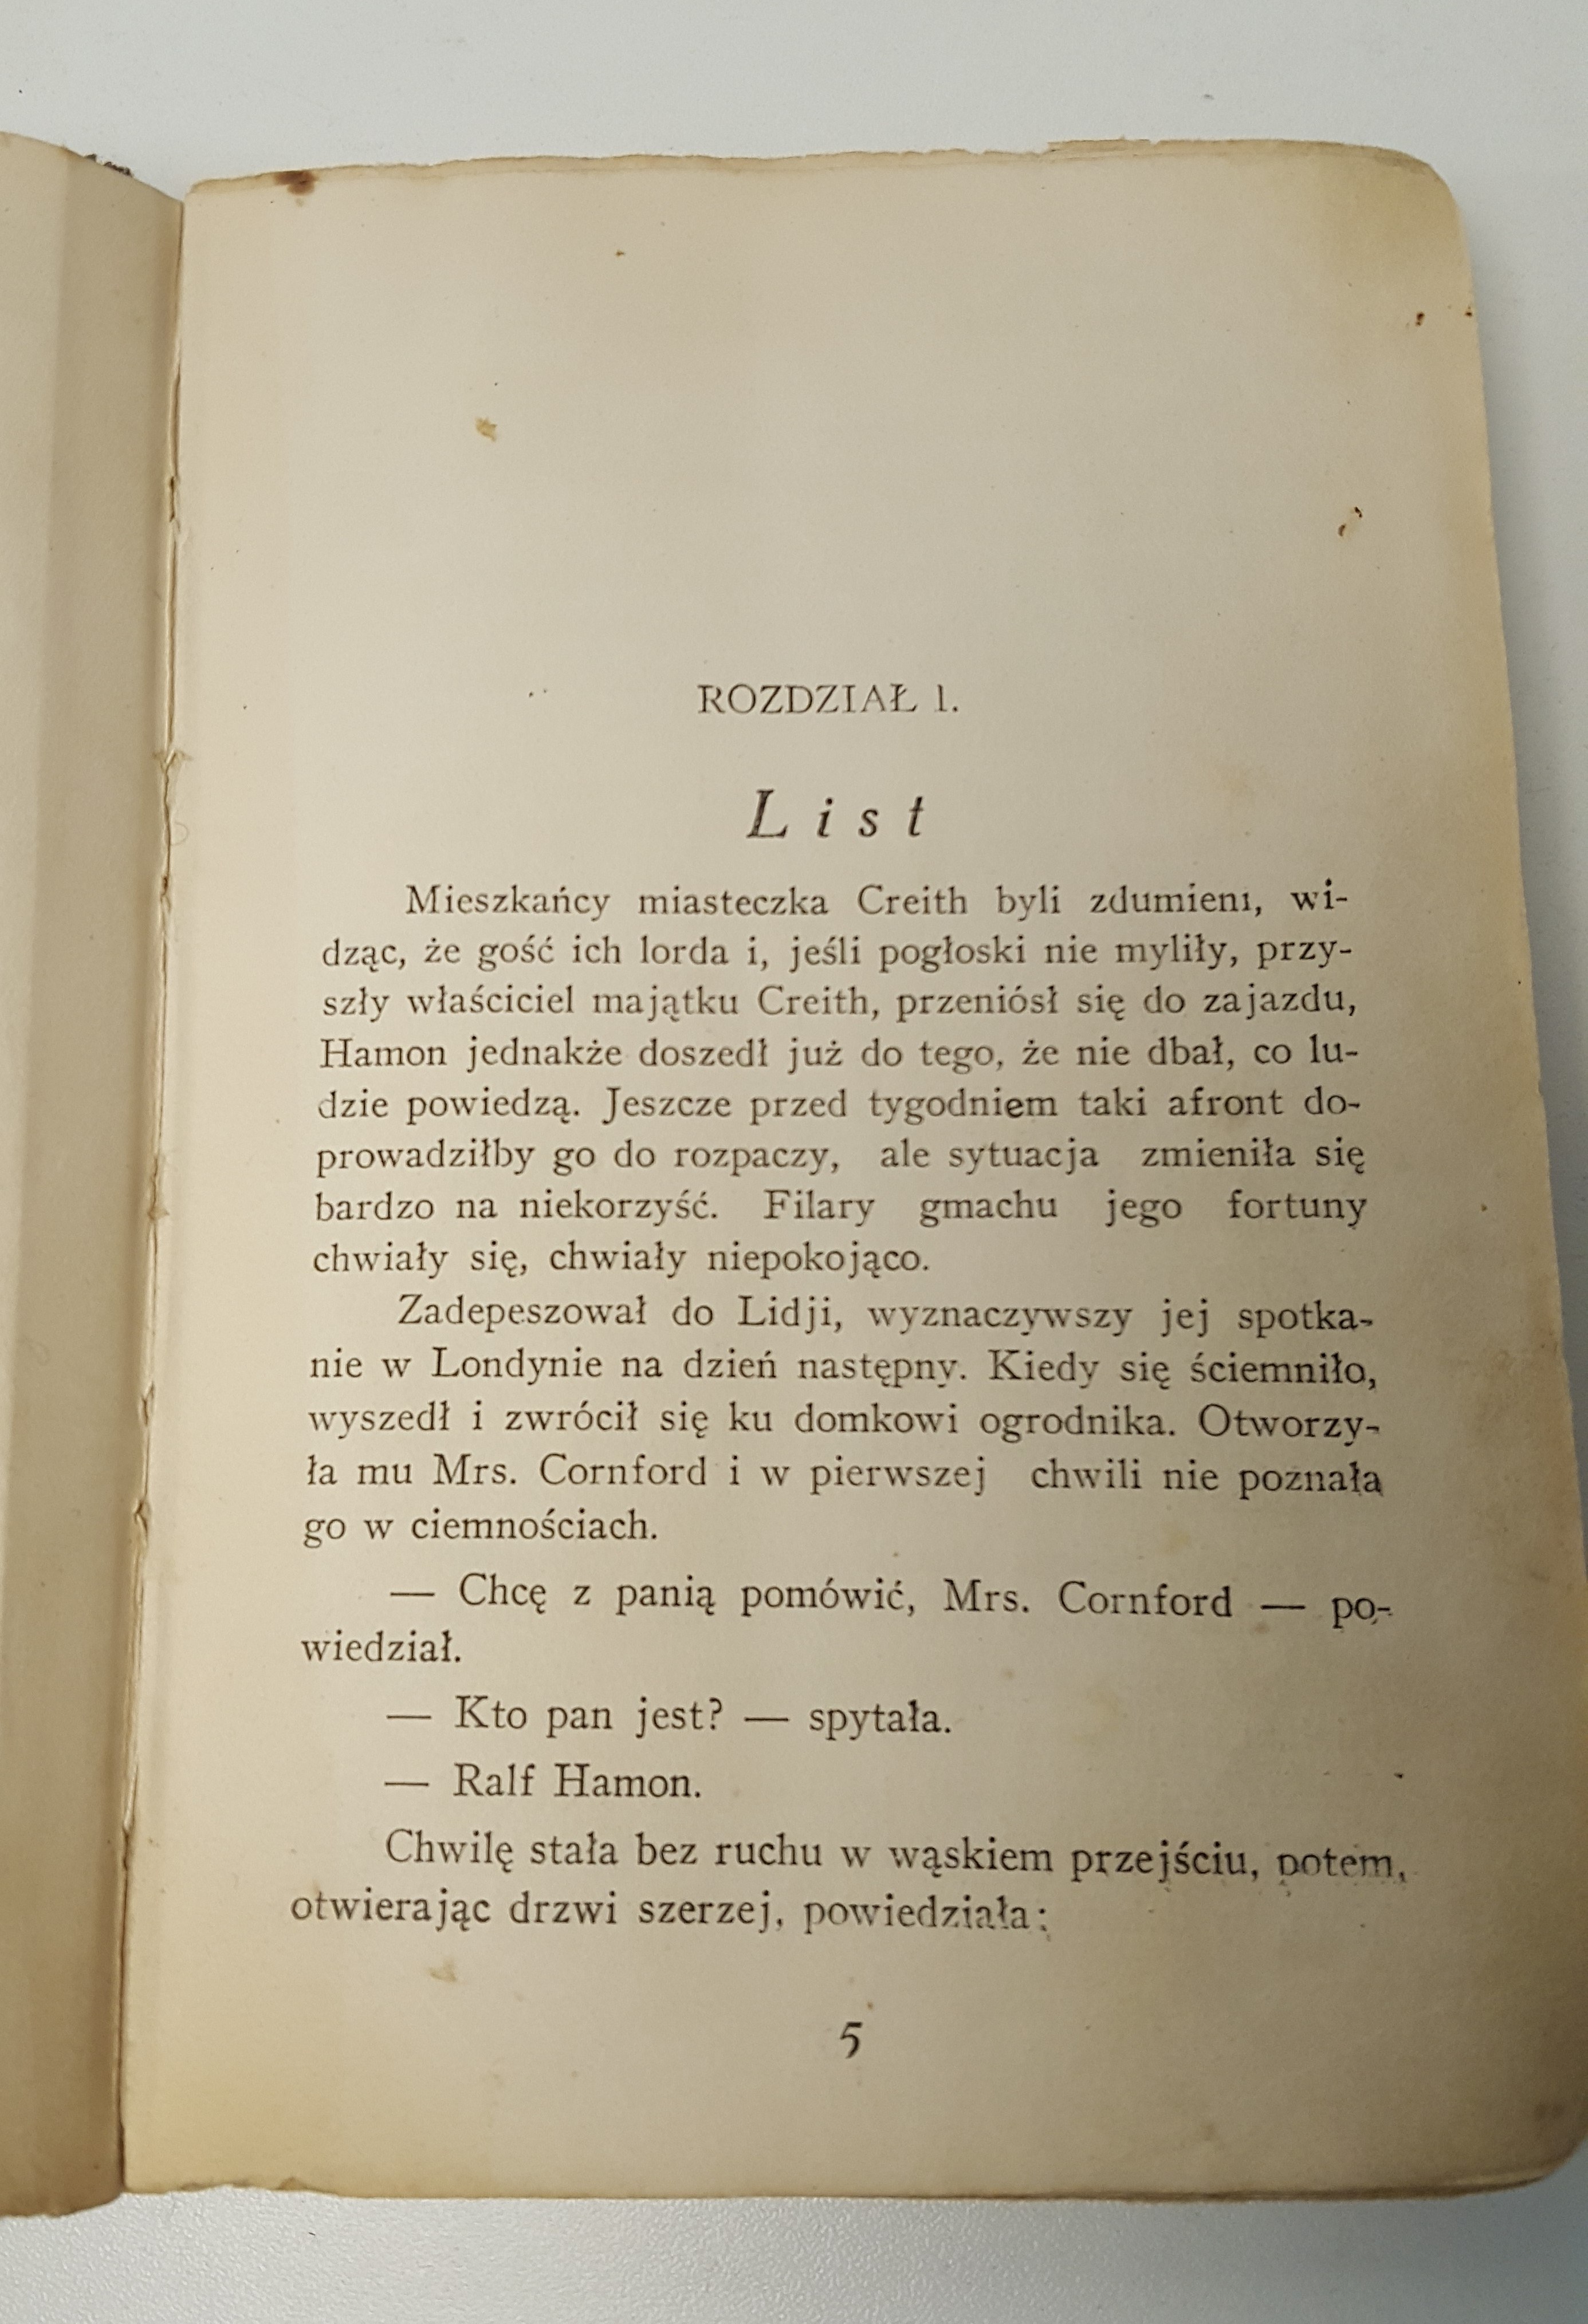 ROZDZIAŁ 1.
List
Mieszkańcy miasteczka Creith byli zdumieni, wi-
dząc, że gość ich lorda i, jeśli pogłoski nie myliły, przy-
szły właściciel majątku Creith, przeniósł się do zajazdu,
Hamon jednakże doszedł już do tego, że nie dbał, co lu-
dzie powiedzą. Jeszcze przed tygodniem taki afront do-
prowadziłby go do rozpaczy, ale sytuacja zmieniła się
bardzo na niekorzyść. Filary gmachu jego fortuny
chwiały się, chwiały niepokojąco.
Zadepeszował do Lidji, wyznaczywszy jej spotka-
nie w Londynie na dzień następny. Kiedy się ściemniło,
wyszedł i zwrócił się ku domkowi ogrodnika. Otworzy-
ła mu Mrs. Cornford i w pierwszej chwili nie poznała
go w ciemnościach.
— Chcę z panią pomówić, Mrs. Cornford — po-
wiedział.
— Kto pan jest? — spytała.
— Ralf Hamon.
Chwilę stała bez ruchu w wąskiem przejściu, potem,
otwierając drzwi szerzej, powiedziała:
5